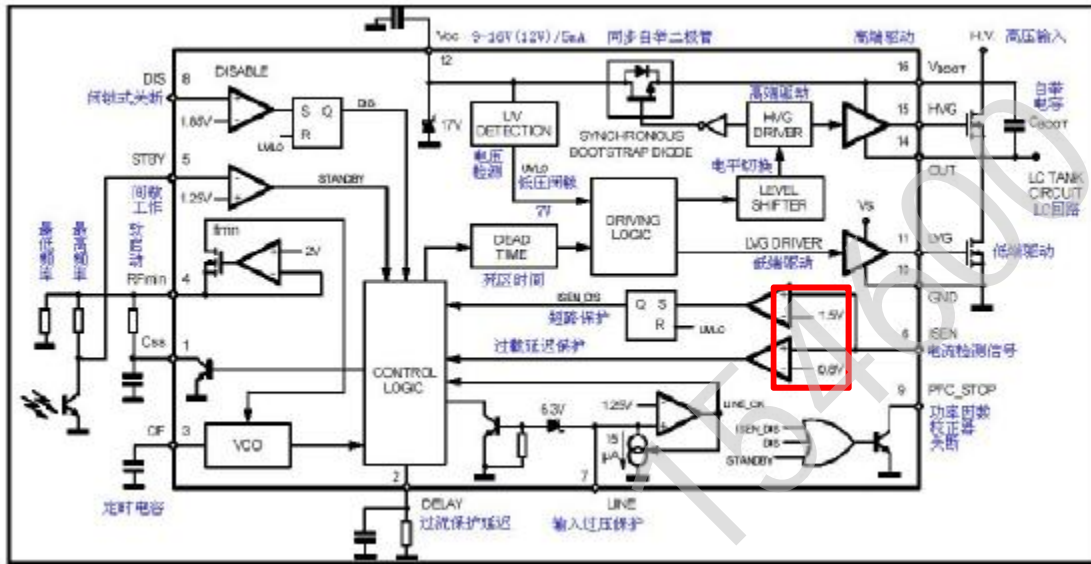 Vcc 9-16V(12V)/5mA 同步自举二极管 高端驱动 H.V. 高压输入
12
16 VBOOT
DIS 8 DISABLE
闭锁式关断
S Q DIS
1.85V
R
UVLO
17V
UV DETECTION
电压检测
UVLO
低压闭锁
7V
SYNCHRONOUS BOOTSTRAP DIODE
高端驱动
HVG DRIVER
15 HVG
自举电容
CBOOT
14
OUT
电平切换
LEVEL SHIFTER
LC TANK CIRCUIT
LC回路
STBY 5
间歇工作
1.25V
STANDBY
最低频率
最高频率
软启动
fmin
2V
RFmin 4
DEAD TIME
死区时间
DRIVING LOGIC
Vs
LVG DRIVER
低端驱动
11 LVG
低端驱动
10
GND
ISEN_DIS
短路保护
Q S
R
UVLO
1.5V
6 ISEN
电流检测信号
过载延迟保护
0.8V
Css 1
CONTROL LOGIC
9 PFC_STOP
功率因数校正器关断
6.3V
1.25V
LINE_OK
15
μA
ISEN_DIS
DIS
STANDBY
CF 3
VCO
定时电容
2
DELAY
过流保护延迟
7
LINE
输入过压保护
154600